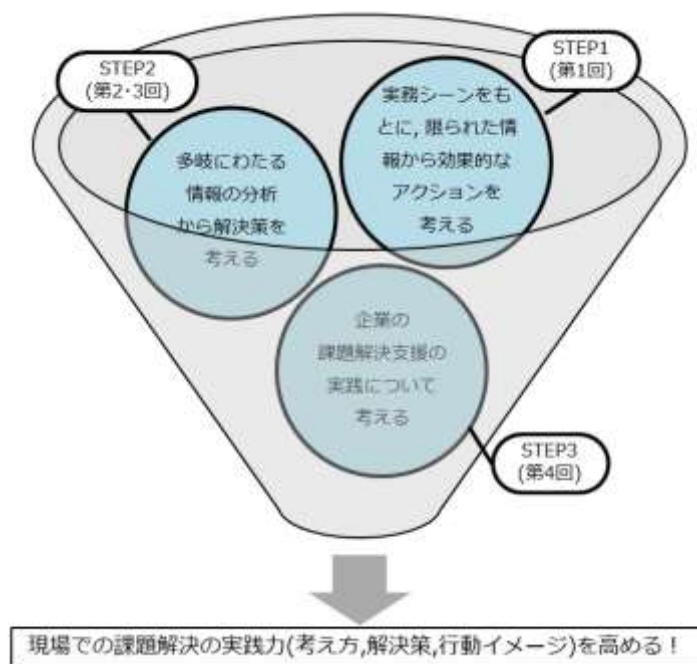 STEP1
(第1回)
実務シーンをも
とに, 限られた情
報から効果的な
アクションを
考える
STEP2
(第2・3回)
多岐にわたる
情報の分析
から解決策を
考える
企業の
課題解決支援の
実践について
考える
STEP3
(第4回)
現場での課題解決の実践力(考え方,解決策,行動イメージ)を高める！